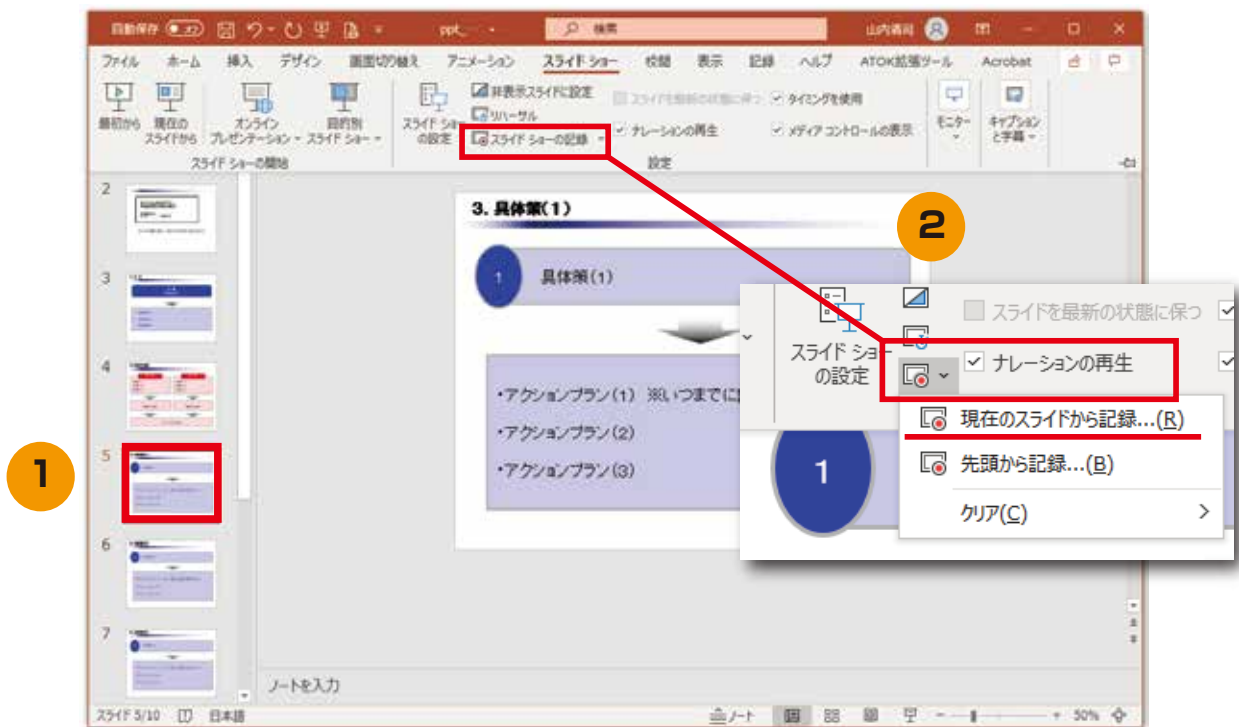 自動保存 オフ ppt_ 検索 山内
ファイル ホーム 挿入 デザイン 画面切り替え アニメーション スライド ショー 校閲 表示 記録 ヘルプ ATOK拡張ツール Acrobat
最初から 現在のスライドから オンライン プレゼンテーション 目的別 スライド ショー
スライド ショーの設定
非表示スライドに設定
リハーサル
スライド ショーの記録
スライドを最新の状態に保つ
ナレーションの再生
タイミングを使用
メディア コントロールの表示
モニター
キャプションと字幕
スライド ショーの開始
設定
2
3
4
1
5
6
7
3. 具体策(1)
1 具体策(1)
・アクションプラン(1) ※いつまでに
・アクションプラン(2)
・アクションプラン(3)
2
スライド ショー
の設定
スライドを最新の状態に保つ
ナレーションの再生
現在のスライドから記録...(R)
先頭から記録...(B)
クリア(C)
1
ノートを入力
スライド 5/10 日本語 ノート 50%